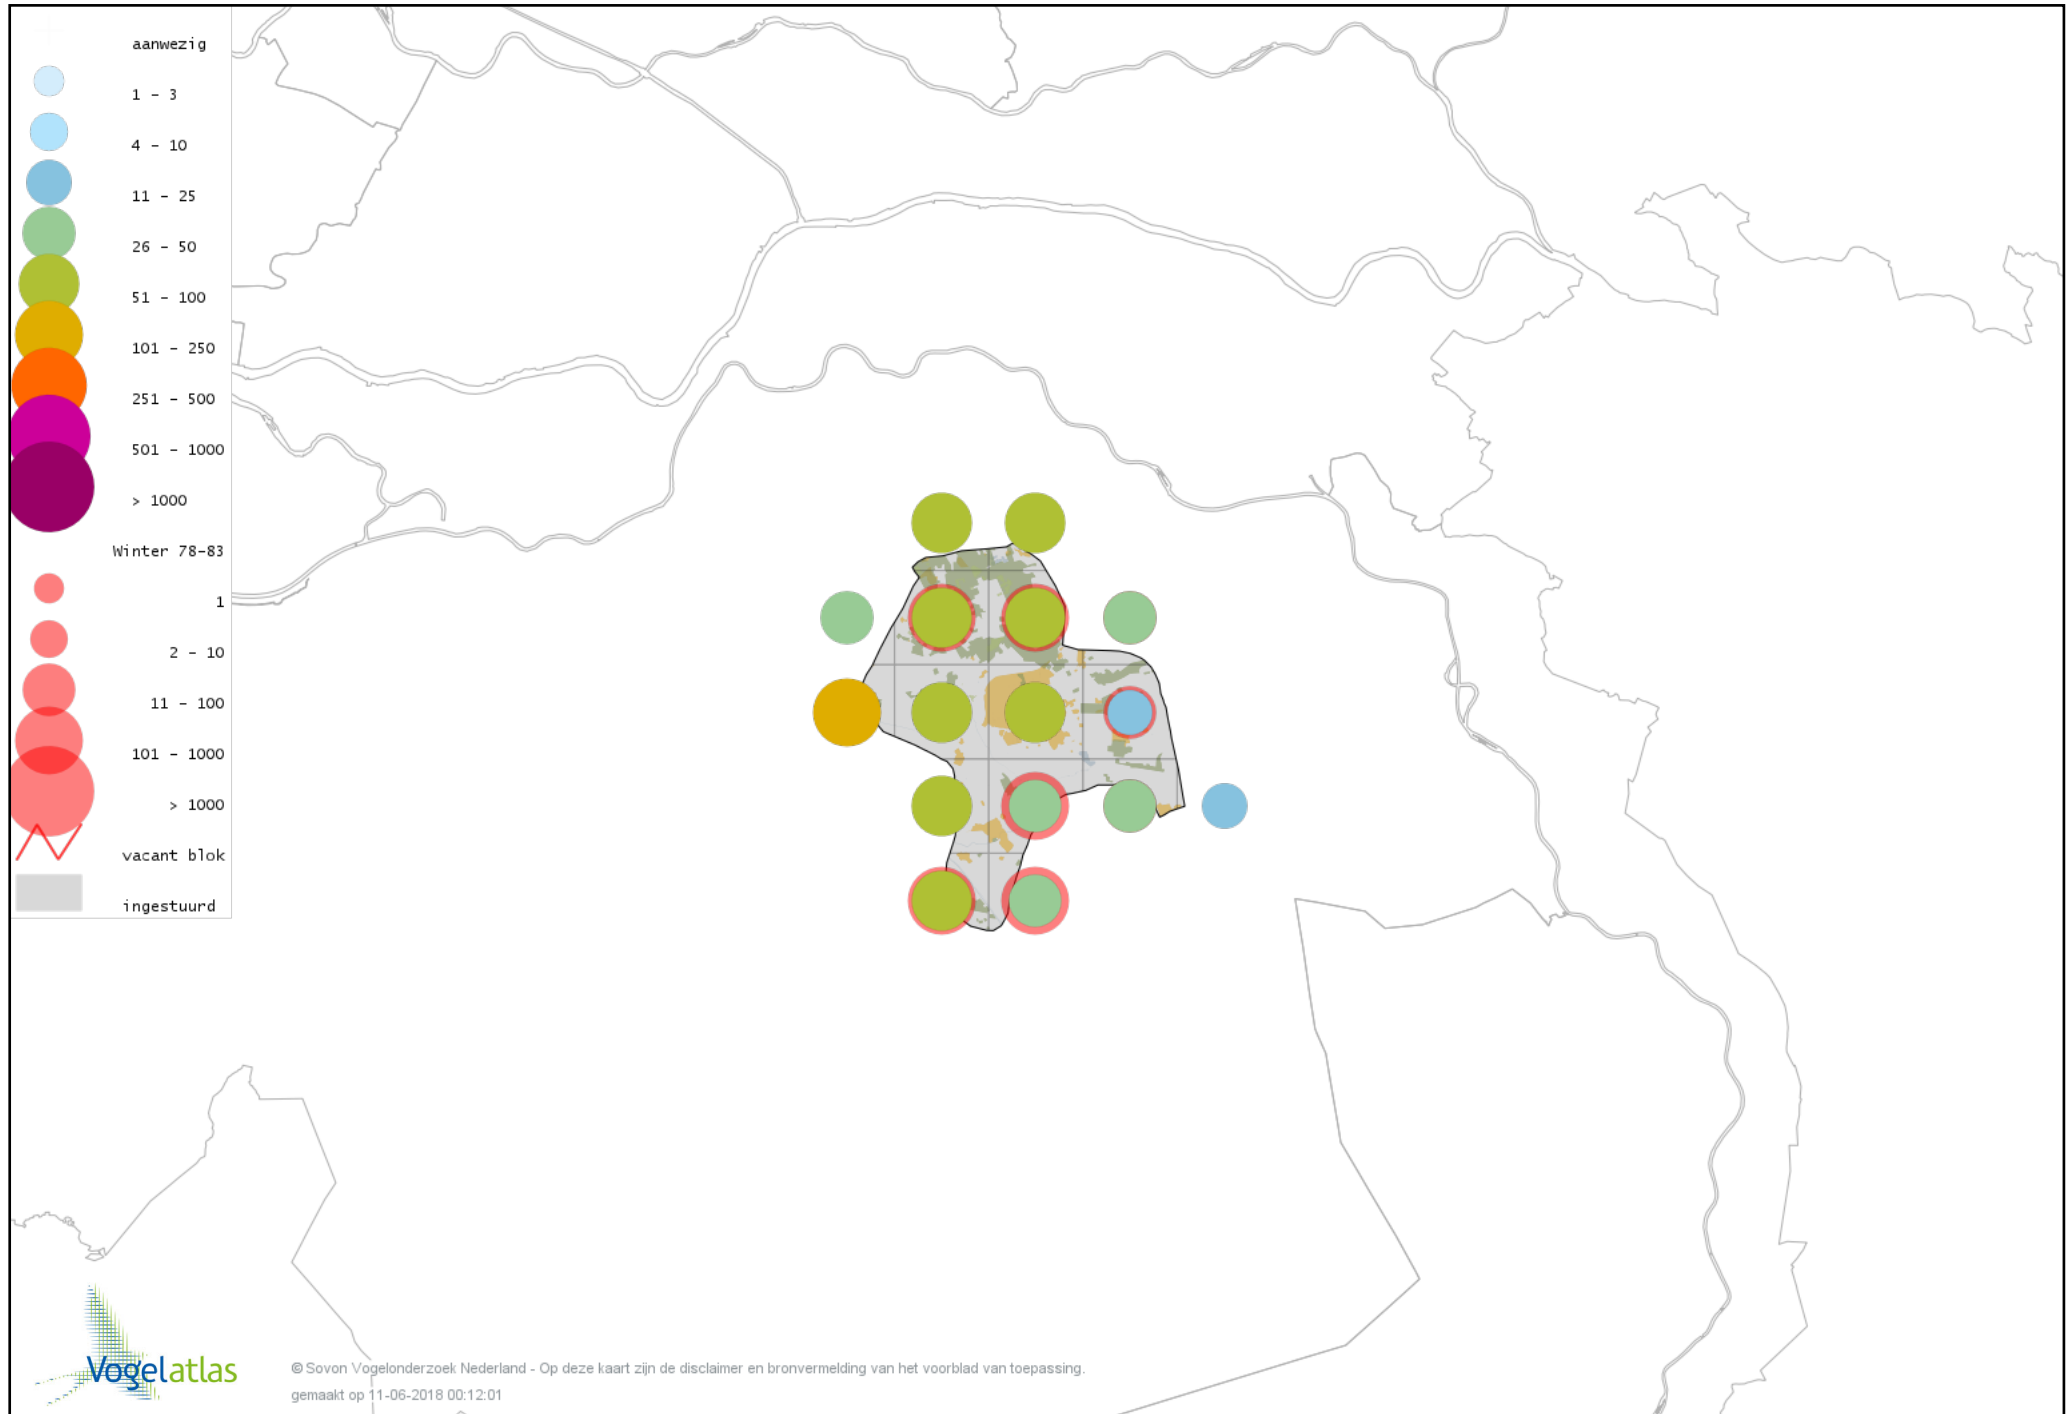 aanwezig
1 - 3
4 - 10
11 - 25
26 - 50
51 - 100
101 - 250
251 - 500
501 - 1000
> 1000
Winter 78-83
1
2 - 10
11 - 100
101 - 1000
> 1000
vacant blok
ingestuurd
Vogelatlas
© Sovon Vogelonderzoek Nederland - Op deze kaart zijn de disclaimer en bronvermelding van het voorblad van toepassing.
gemaakt op 11-06-2018 00:12:01